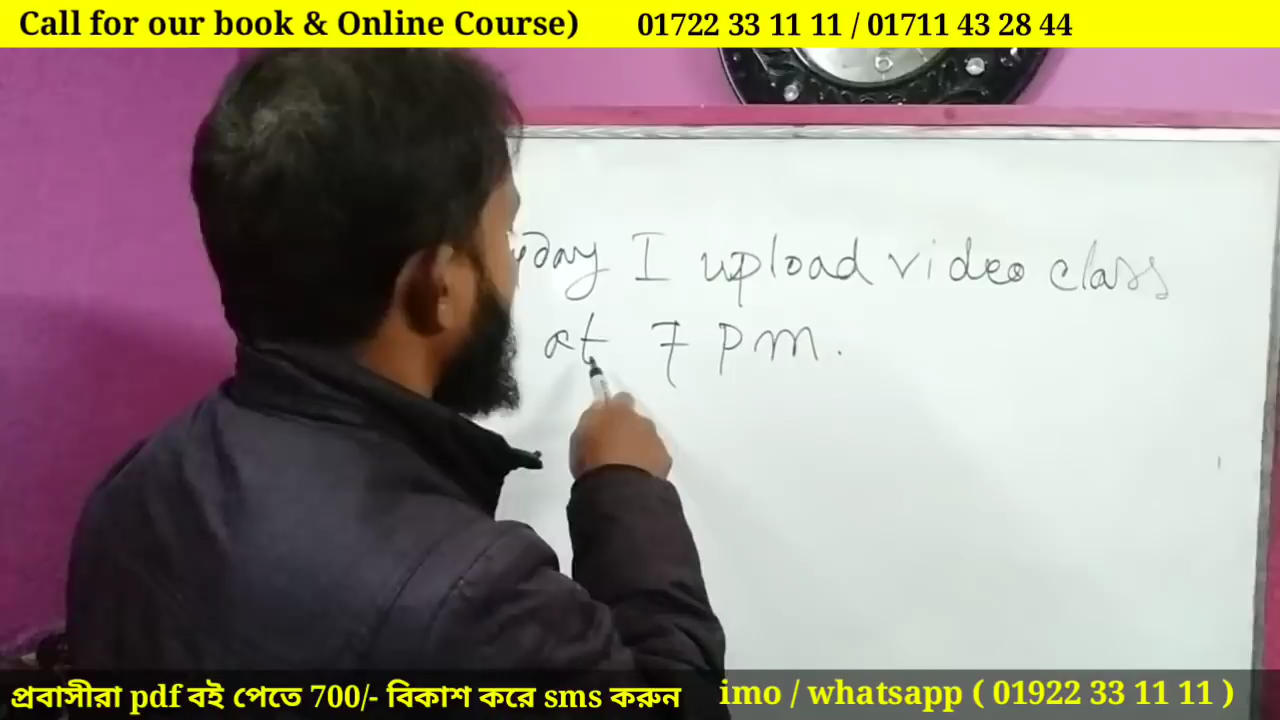 Call for our book & Online Course) 01722 33 11 11 / 01711 43 28 44
I upload video class
at 7 pm.
প্রবাসীরা pdf বই পেতে 700/- বিকাশ করে sms করুন imo / whatsapp ( 01922 33 11 11 )